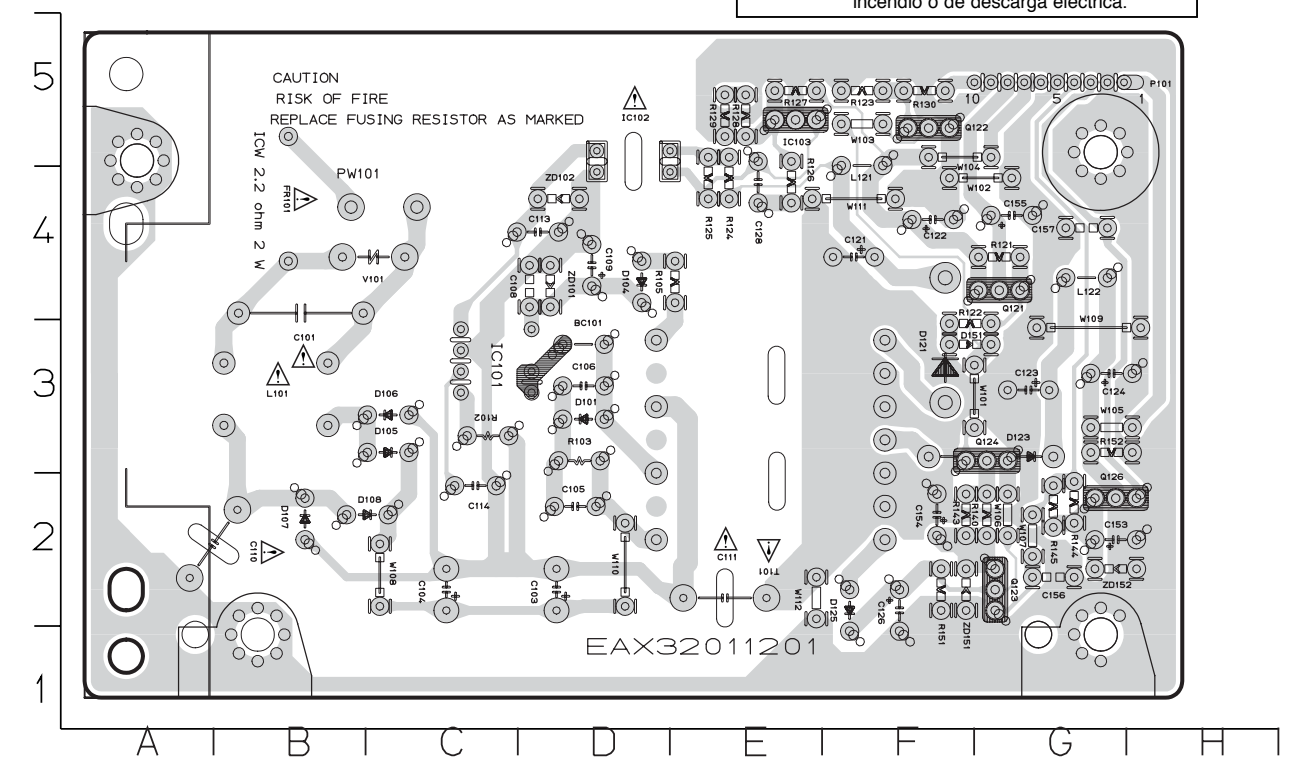 incendio o de descarga eléctrica.
5
CAUTION
RISK OF FIRE
REPLACE FUSING RESISTOR AS MARKED
IC102
R129
R128
R127
R123
R130
10
5
1
P101
Q122
IC103
W103
ICW 2.2 ohm 2 W
FR101
PW101
ZD102
R126
L121
W104
W102
4
C113
R125
R124
C128
W111
C122
C155
C157
V101
C108
ZD101
C109
D104
R105
C121
R121
L122
Q121
C101
BC101
R122
D151
W109
3
L101
IC101
C106
D121
W101
C123
C124
D106
D101
R102
W105
D105
R103
Q124
D123
R152
C114
C105
Q126
2
D107
D108
C154
R143
R140
W106
W107
R145
R144
C153
C110
C111
T101
W108
C104
C103
W110
W112
D125
C126
R151
ZD151
Q123
C156
ZD152
EAX32011201
1
A
B
C
D
E
F
G
H